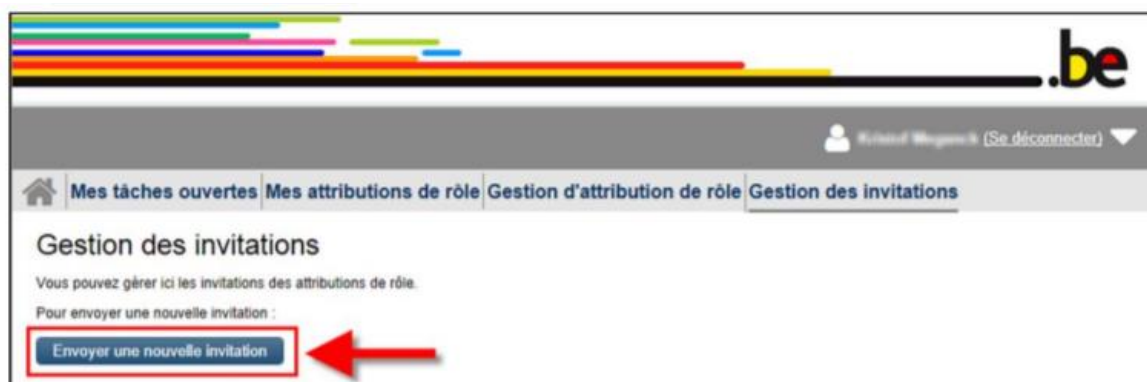 .be
(Se déconnecter)
Mes tâches ouvertes Mes attributions de rôle Gestion d'attribution de rôle Gestion des invitations
Gestion des invitations
Vous pouvez gérer ici les invitations des attributions de rôle.
Pour envoyer une nouvelle invitation :
Envoyer une nouvelle invitation